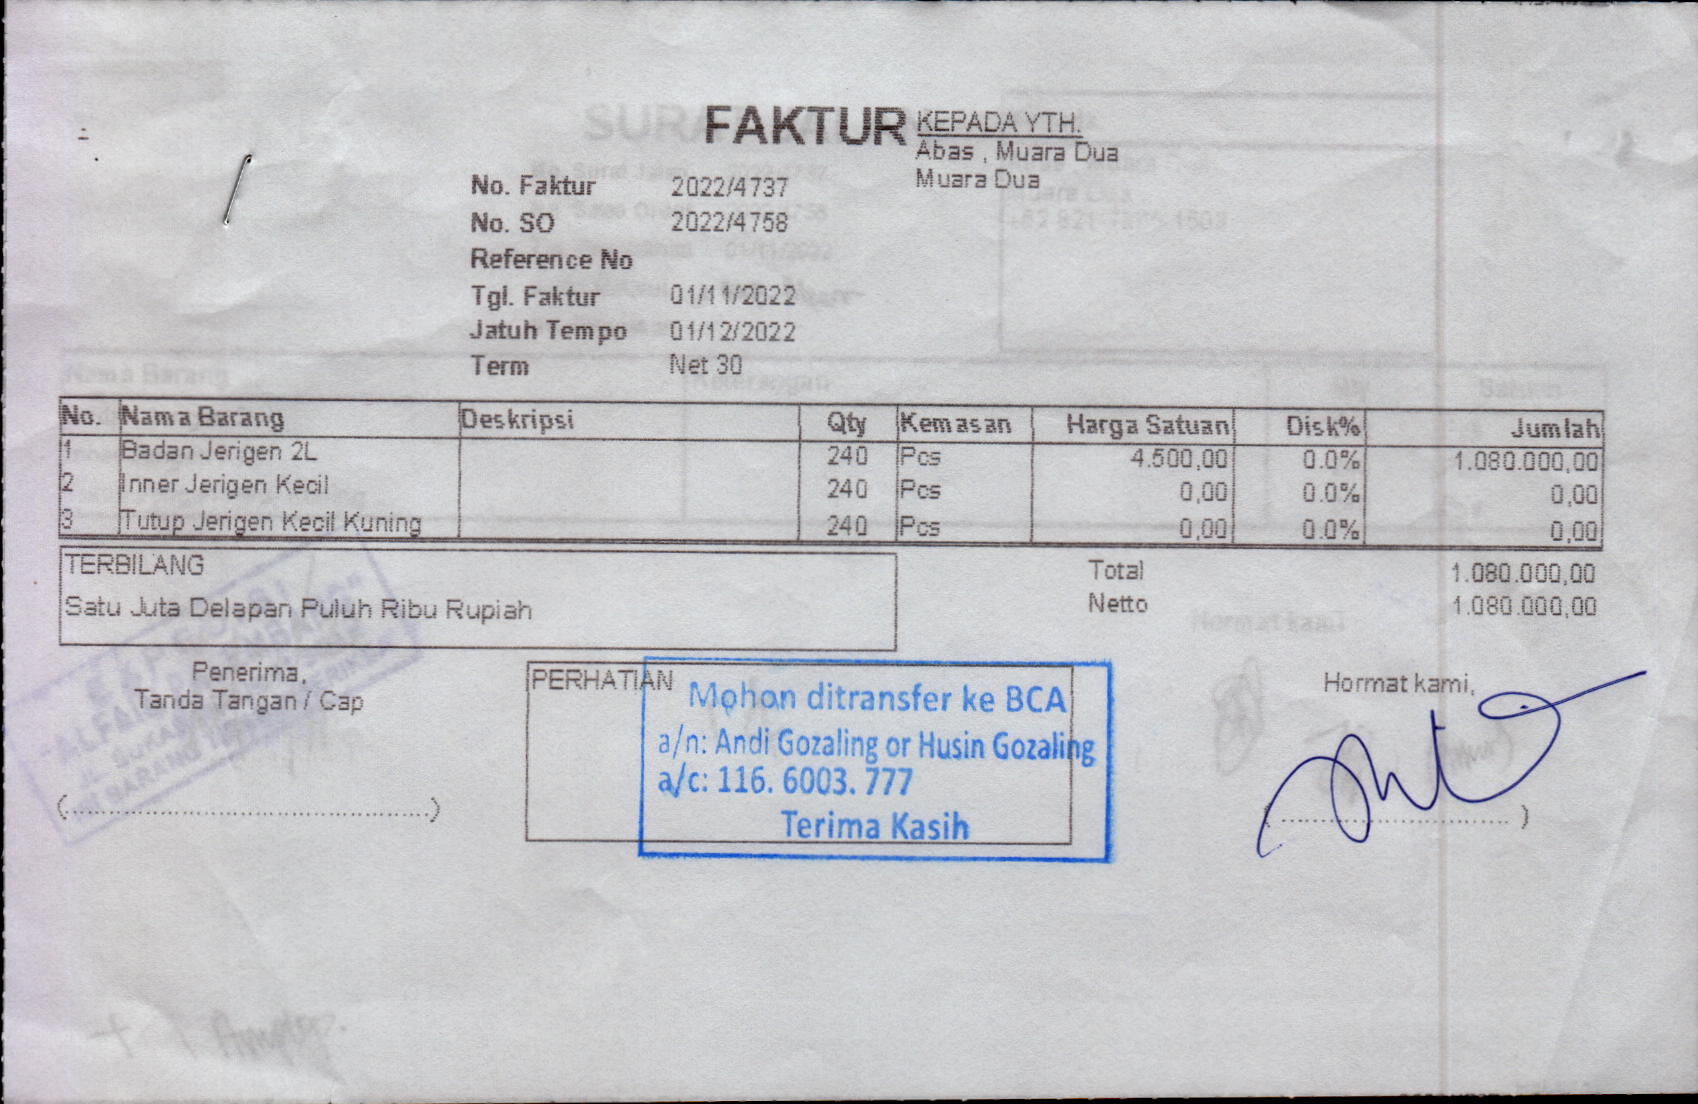 FAKTUR
KEPADA YTH.
Abas , Muara Dua
Muara Dua
No. Faktur 2022/4737
No. SO 2022/4758
Reference No
Tgl. Faktur 01/11/2022
Jatuh Tempo 01/12/2022
Term Net 30
No. Nama Barang Deskripsi Qty Kemasan Harga Satuan Disk% Jumlah
1 Badan Jerigen 2L 240 Pcs 4.500,00 0.0% 1.080.000,00
2 Inner Jerigen Kecil 240 Pcs 0,00 0.0% 0,00
3 Tutup Jerigen Kecil Kuning 240 Pcs 0,00 0.0% 0,00
TERBILANG
Satu Juta Delapan Puluh Ribu Rupiah
Total 1.080.000,00
Netto 1.080.000,00
Penerima,
Tanda Tangan / Cap
PERHATIAN
Mohon ditransfer ke BCA
a/n: Andi Gozaling or Husin Gozaling
a/c: 116. 6003. 777
Terima Kasih
Hormat kami,